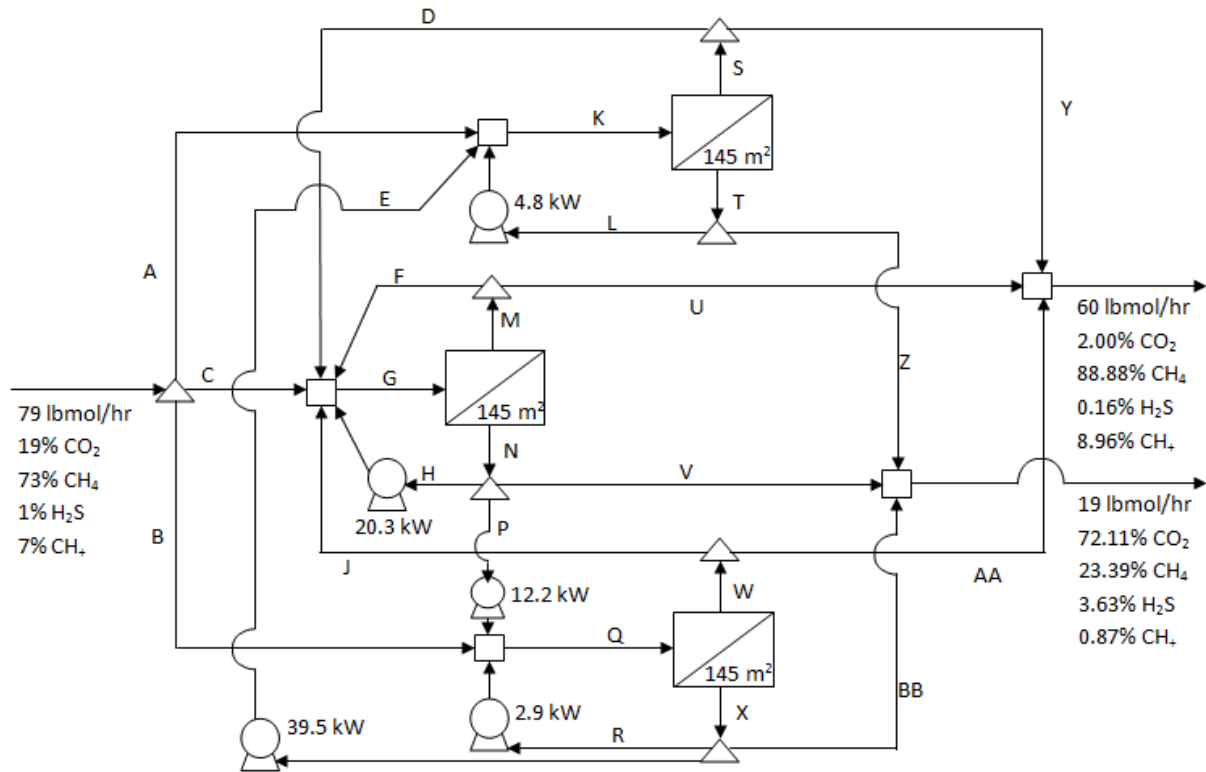 D
S
K
145 m²
Y
E
4.8 kW
T
L
A
F
U
M
60 lbmol/hr
2.00% CO₂
88.88% CH₄
0.16% H₂S
8.96% CH₊
C
G
Z
145 m²
79 lbmol/hr
19% CO₂
73% CH₄
1% H₂S
7% CH₊
N
H
V
20.3 kW
P
19 lbmol/hr
72.11% CO₂
23.39% CH₄
3.63% H₂S
0.87% CH₊
B
J
AA
12.2 kW
W
Q
145 m²
BB
2.9 kW
X
39.5 kW
R